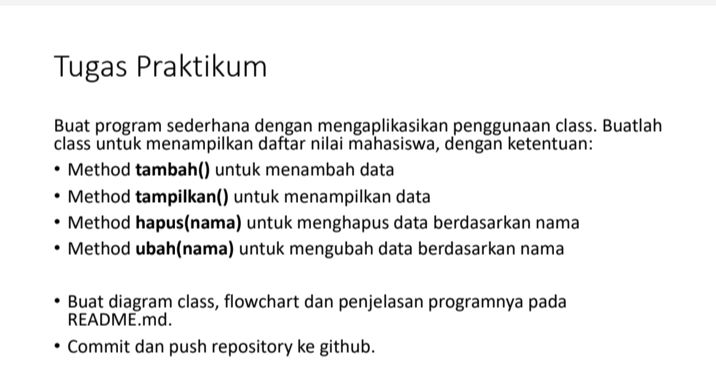 Tugas Praktikum
Buat program sederhana dengan mengaplikasikan penggunaan class. Buatlah
class untuk menampilkan daftar nilai mahasiswa, dengan ketentuan:
• Method tambah() untuk menambah data
• Method tampilkan() untuk menampilkan data
• Method hapus(nama) untuk menghapus data berdasarkan nama
• Method ubah(nama) untuk mengubah data berdasarkan nama
• Buat diagram class, flowchart dan penjelasan programnya pada
README.md.
• Commit dan push repository ke github.